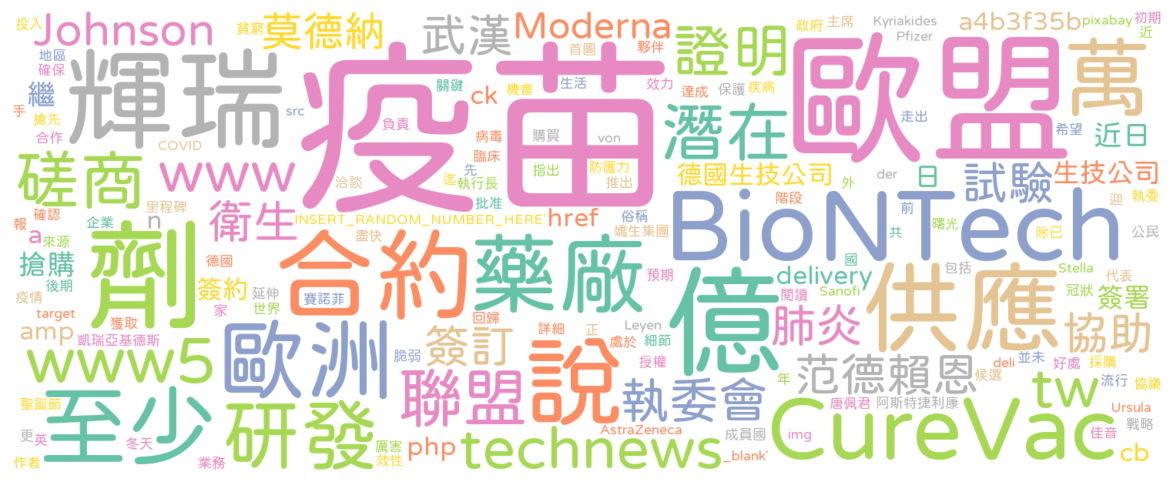 投入
Johnson
貧窮
莫德納
武漢
Moderna
首圖
夥伴
證明
政府
主席
Kyriakides
Pfizer
a4b3f35b
pixabay
初期
近
地區
確保
繼
輝瑞
疫苗
關鍵
ck
機會
生活
效力
達成
保護
疾病
歐盟
走出
萬
希望
近日
手
搶先
合作
COVID
src
負責
病毒
臨床
購買
von
潛在
磋商
www
洽談
先
迄
執行長
批准
指出
防護力
推出
德國生技公司
外
der
日
階段
試驗
生技公司
前
迎
執委
報
確認
企業
里程碑
n
衛生
INSERT_RANDOM_NUMBER_HERE'
href
俗稱
嬌生集團
BioNTech
共
曙光
除已
公民
a
來源
搶購
後期
德國
劑
盡快
合約
藥廠
預期
億
delivery
國
包括
Stella
代表
簽約
延伸
世界
賽諾菲
閱讀
Sanofi
供應
冠狀
簽署
疫情
target
獲取
家
回歸
詳細
正
Leyen
肺炎
協助
amp
凱瑞亞基德斯
歐洲
簽訂
處於
細節
www5
脆弱
說
授權
范德賴恩
deli
並未
好處
採購
至少
聯盟
執委會
年
候選
tw
流行
協議
聖誕節
更
英
冬天
研發
厲害
效性
php
technews
AstraZeneca
成員國
_blank'
唐佩君
阿斯特捷利康
img
CureVac
Ursula
戰略
佳音
cb
作者
業務